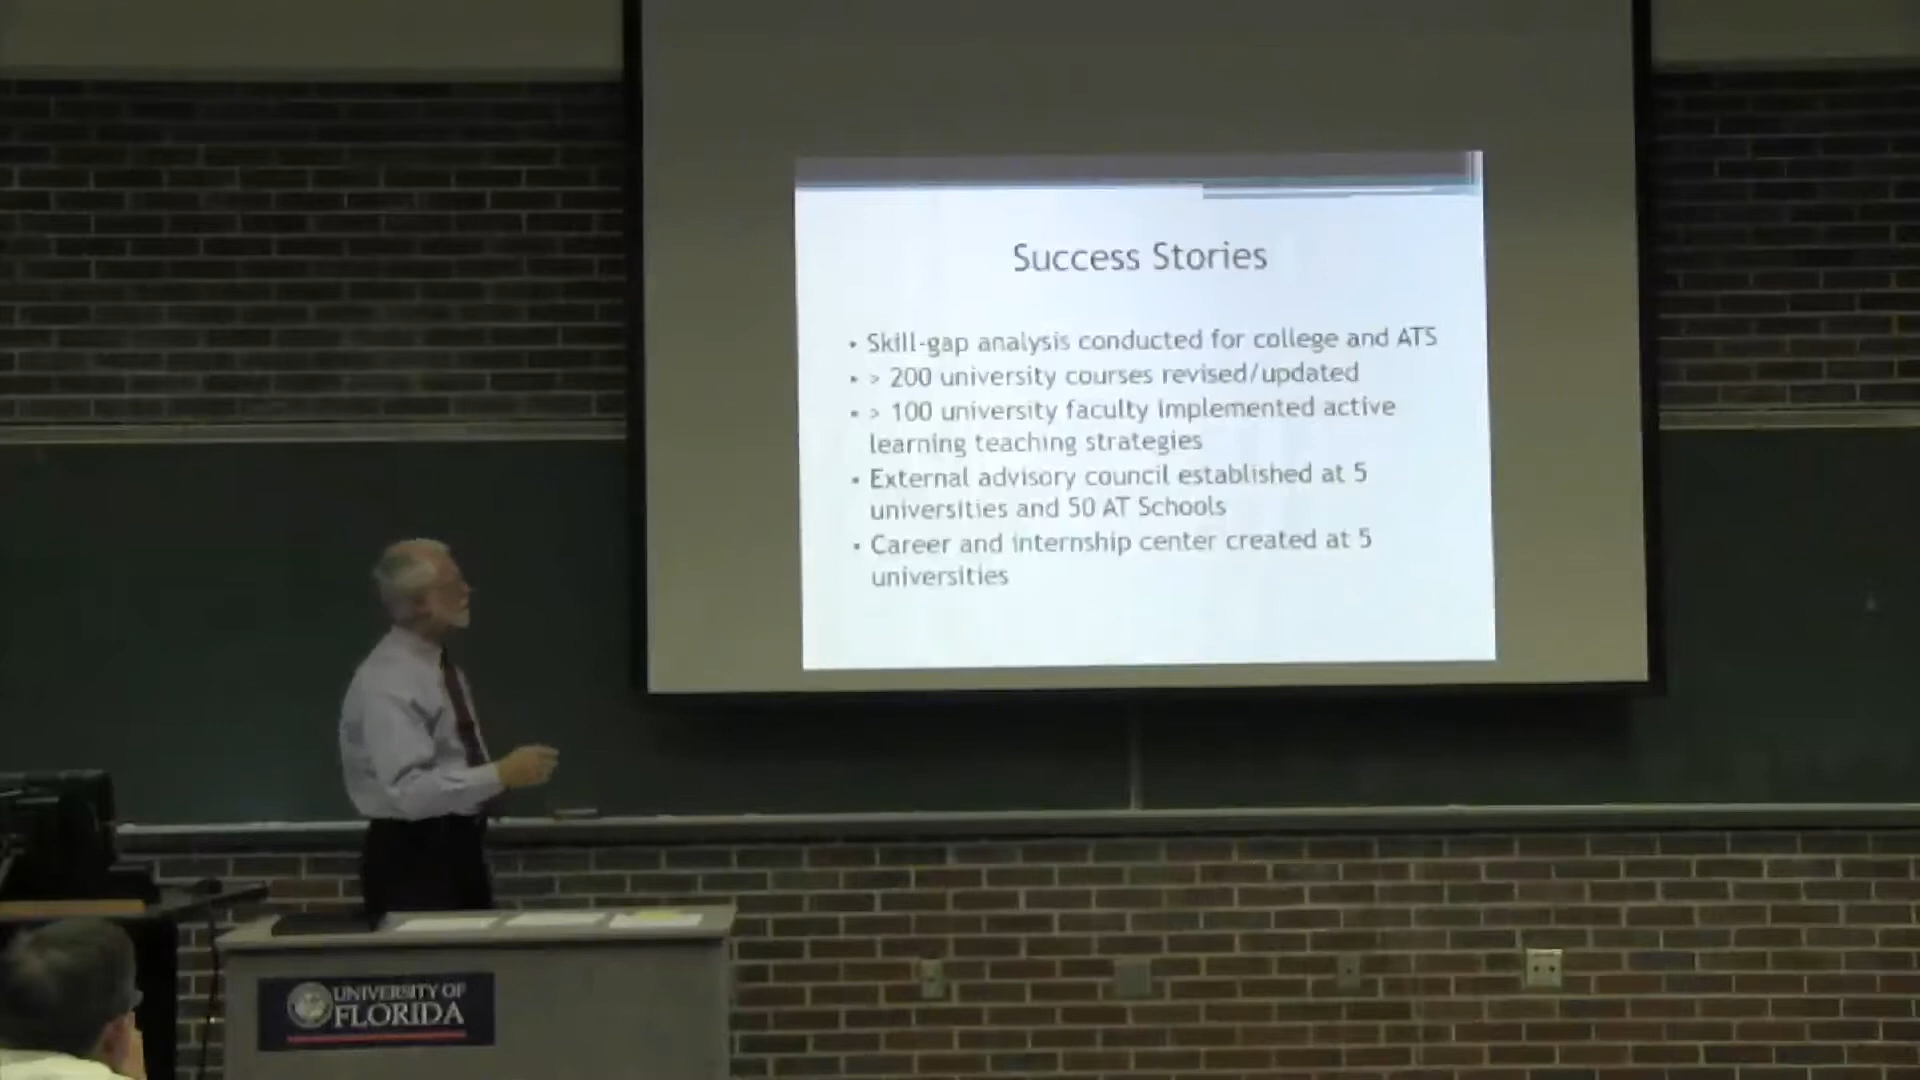 Success Stories
• Skill-gap analysis conducted for college and ATS
• > 200 university courses revised/updated
• > 100 university faculty implemented active
learning teaching strategies
• External advisory council established at 5
universities and 50 AT Schools
• Career and internship center created at 5
universities
UNIVERSITY OF
FLORIDA